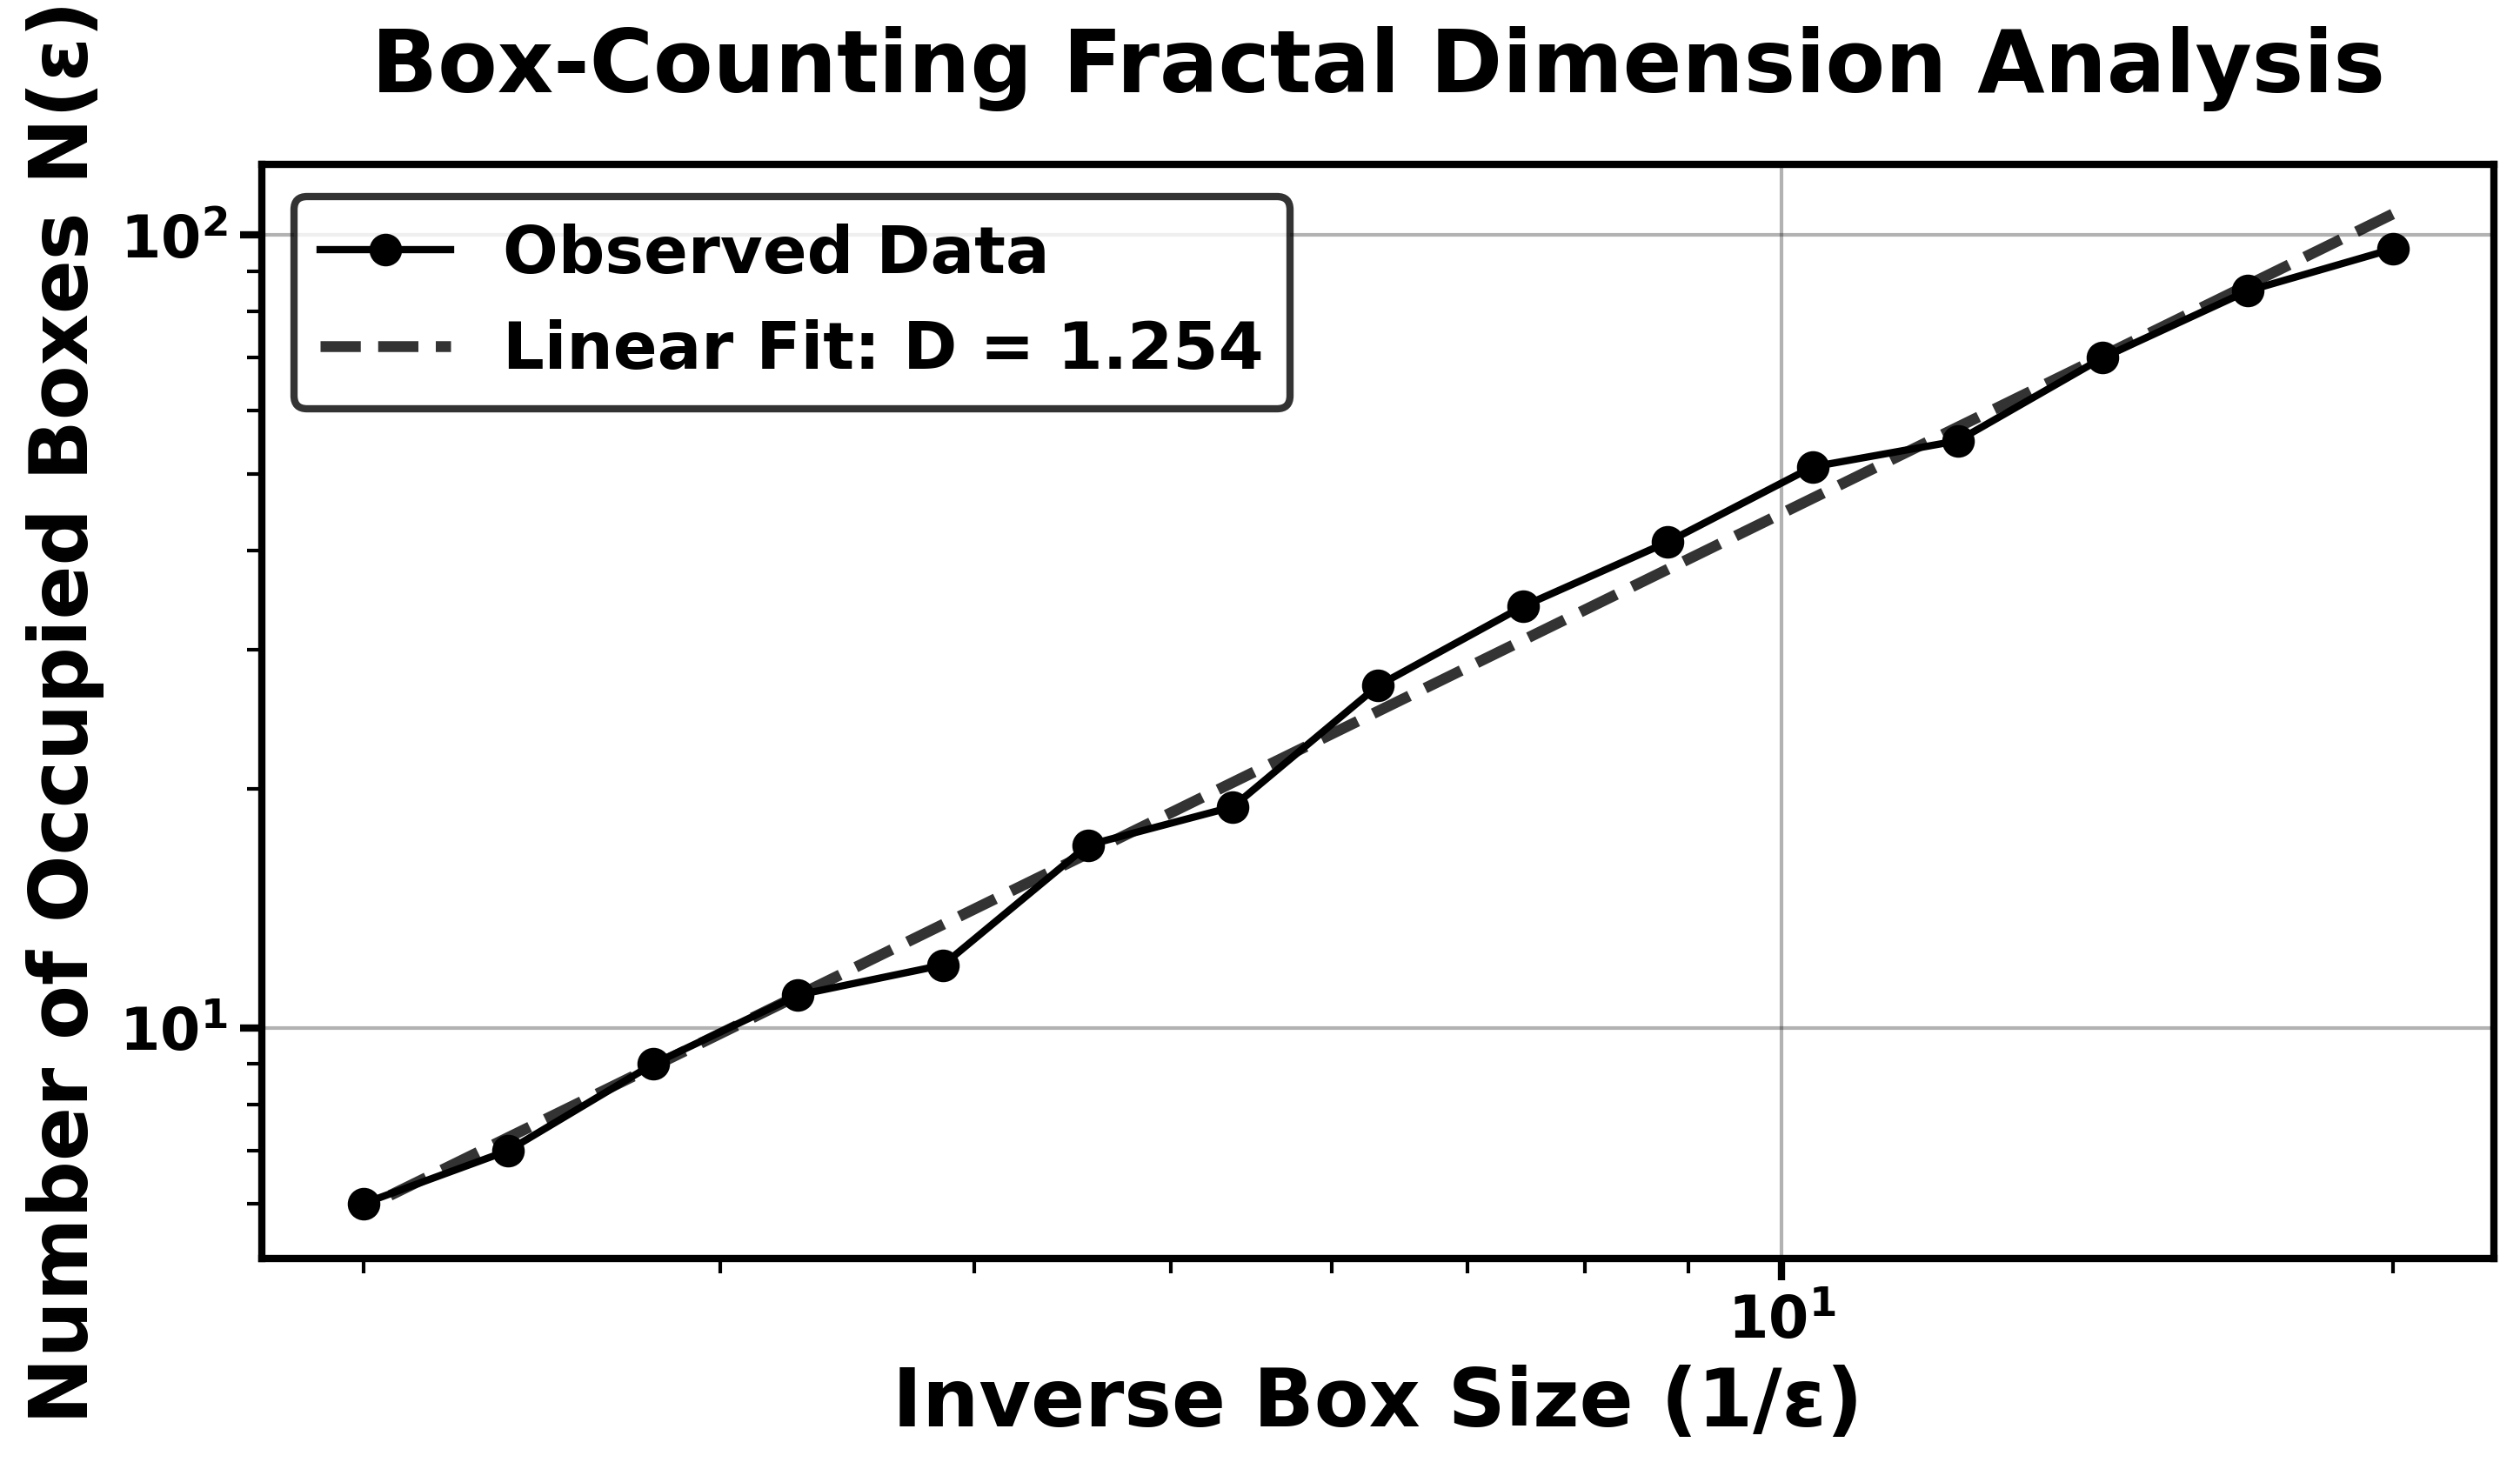 Box-Counting Fractal Dimension Analysis
Number of Occupied Boxes N(ε)
10²
10¹
Observed Data
Linear Fit: D = 1.254
10¹
Inverse Box Size (1/ε)